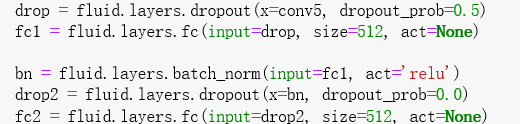 drop = fluid.layers.dropout(x=conv5, dropout_prob=0.5)
fc1 = fluid.layers.fc(input=drop, size=512, act=None)
bn = fluid.layers.batch_norm(input=fc1, act='relu')
drop2 = fluid.layers.dropout(x=bn, dropout_prob=0.0)
fc2 = fluid.layers.fc(input=drop2, size=512, act=None)